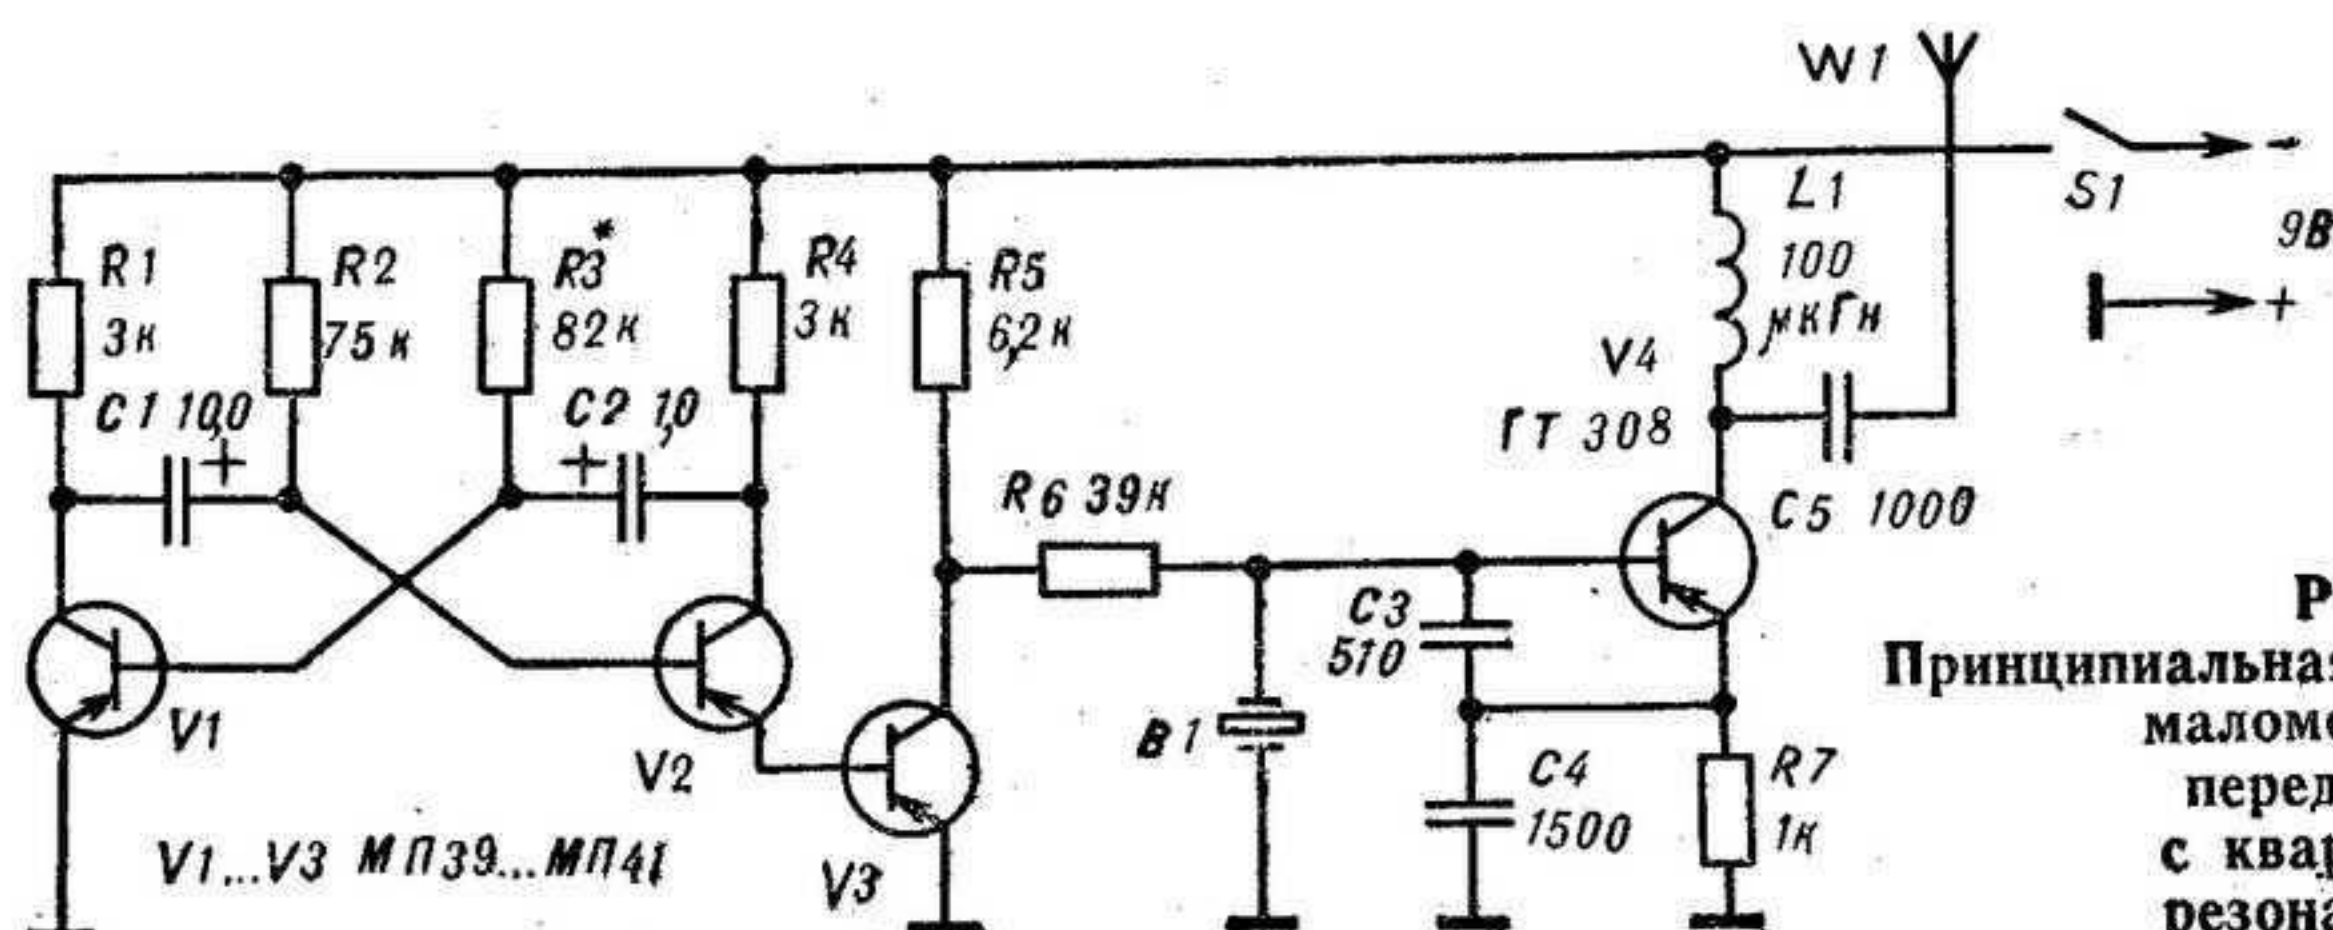 W1
S1
-
9В
+
R1
3к
R2
75к
R3*
82к
R4
3к
R5
6,2к
L1
100
мкГн
C1 10,0
+
C2 1,0
+
V4
ГТ 308
R6 39к
C5 1000
C3
510
V1
V2
B1
C4
1500
R7
1к
V1...V3 МП39...МП41
V3
Р
Принципиальная
маломо
перед
с квар
резона